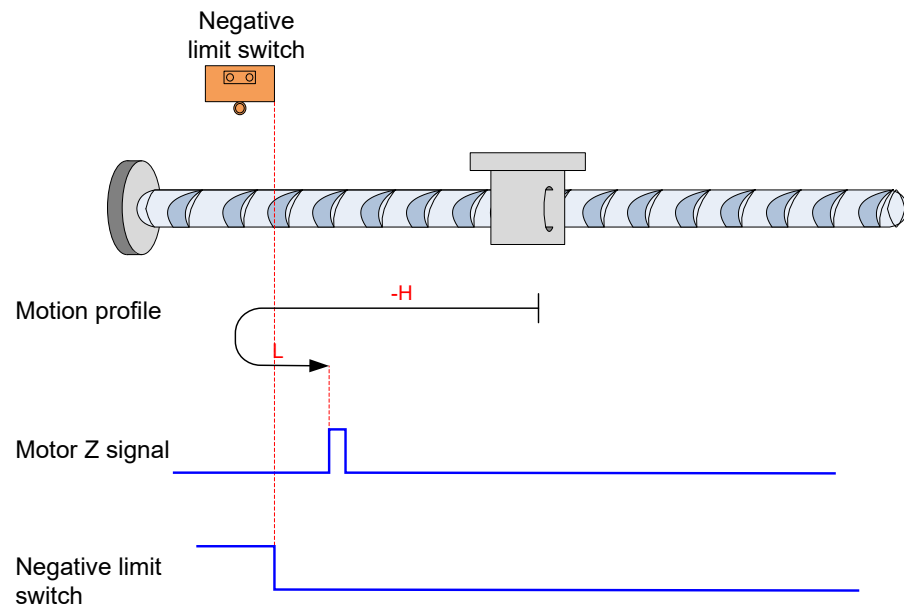 Negative
limit switch
-H
Motion profile
L
Motor Z signal
Negative limit
switch